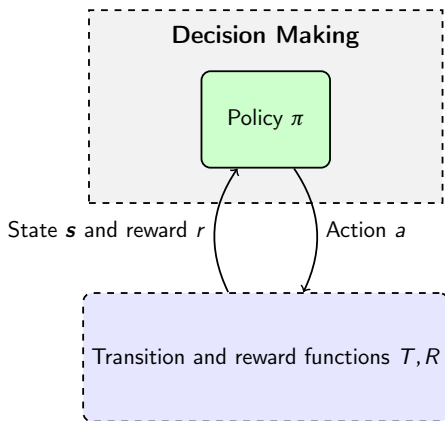 Decision Making
Policy π
State s and reward r
Action a
Transition and reward functions T, R